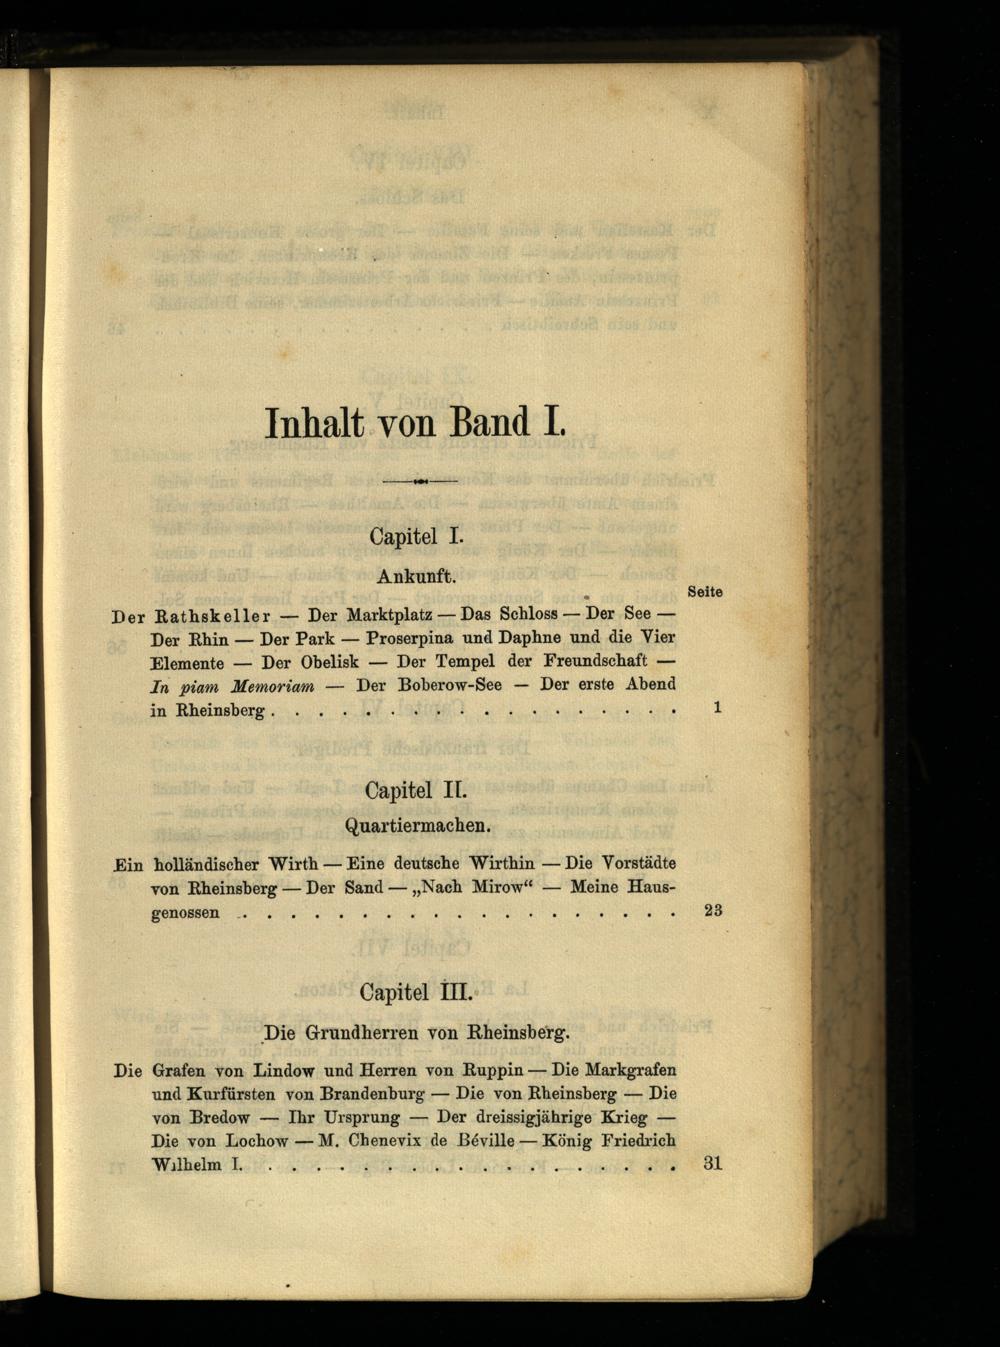 Inhalt von Band I.
Capitel I.
Ankunft.
Seite
Der Rathskeller — Der Marktplatz — Das Schloss — Der See —
Der Rhin — Der Park — Proserpina und Daphne und die Vier
Elemente — Der Obelisk — Der Tempel der Freundschaft —
In piam Memoriam — Der Boberow-See — Der erste Abend
in Rheinsberg . . . . . . . . . . . . . . . . . . 1
Capitel II.
Quartiermachen.
Ein holländischer Wirth — Eine deutsche Wirthin — Die Vorstädte
von Rheinsberg — Der Sand — „Nach Mirow“ — Meine Haus-
genossen . . . . . . . . . . . . . . . . . . . 23
Capitel III.
Die Grundherren von Rheinsberg.
Die Grafen von Lindow und Herren von Ruppin — Die Markgrafen
und Kurfürsten von Brandenburg — Die von Rheinsberg — Die
von Bredow — Ihr Ursprung — Der dreissigjährige Krieg —
Die von Lochow — M. Chenevix de Béville — König Friedrich
Wilhelm I. . . . . . . . . . . . . . . . . . . . 31